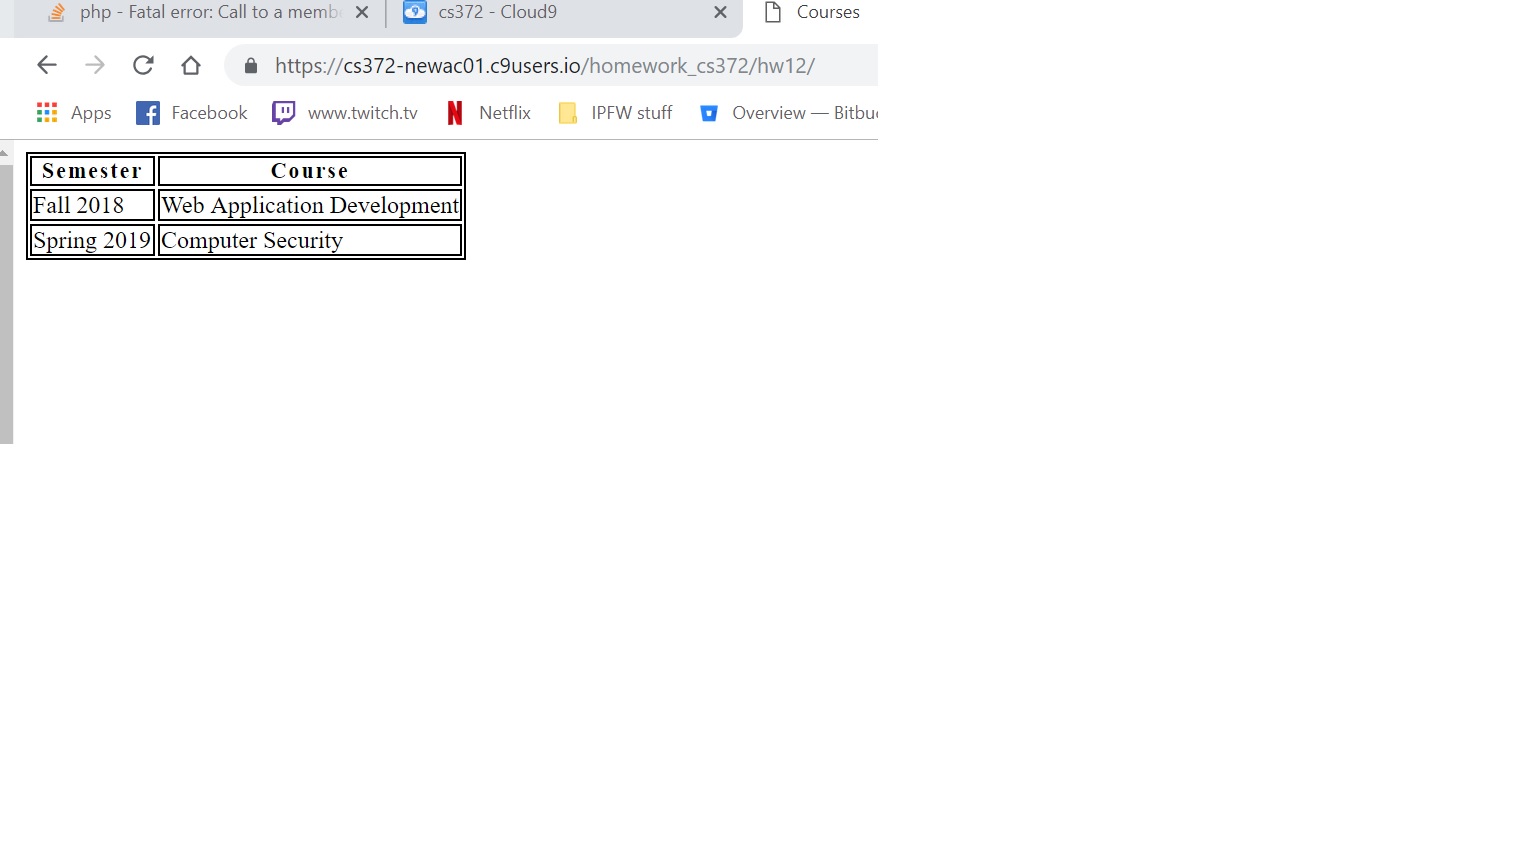 php - Fatal error: Call to a memb
cs372 - Cloud9
Courses
https://cs372-newac01.c9users.io/homework_cs372/hw12/
Apps Facebook www.twitch.tv Netflix IPFW stuff Overview — Bitbuc
Semester Course
Fall 2018 Web Application Development
Spring 2019 Computer Security